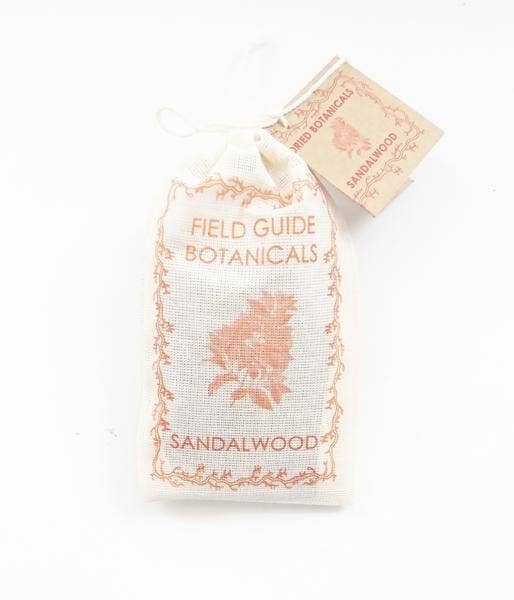 FIELD GUIDE
BOTANICALS
SANDALWOOD
DRIED BOTANICALS
SANDALWOOD